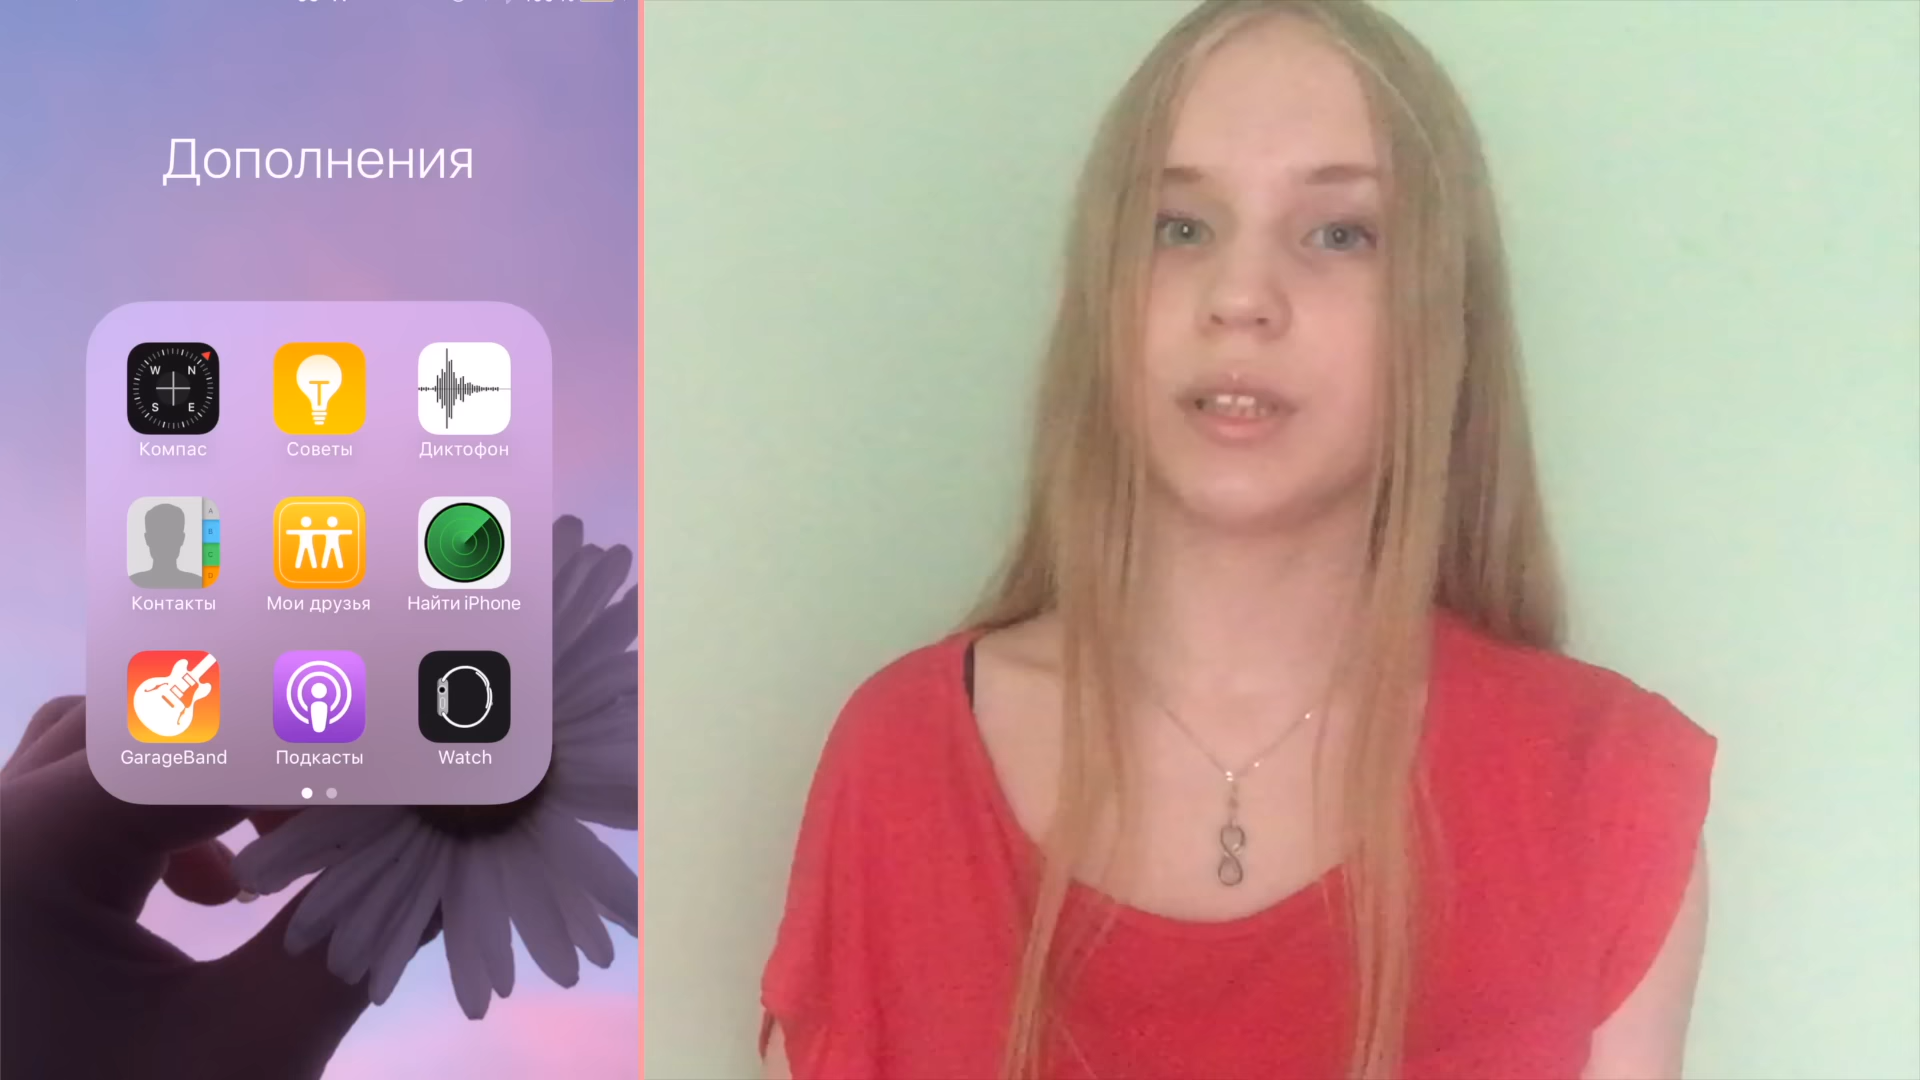 Дополнения
W N
S E
Компас
Советы
Диктофон
A
B
C
D
Контакты
Мои друзья
Найти iPhone
GarageBand
Подкасты
Watch